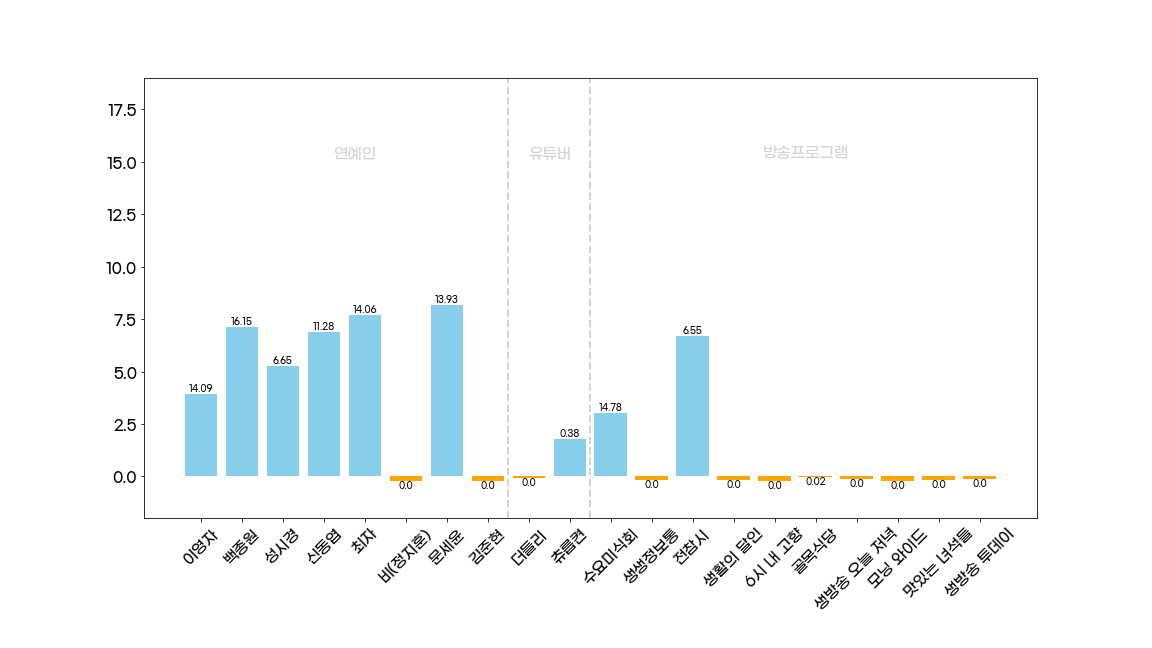 17.5
15.0
12.5
10.0
7.5
5.0
2.5
0.0
연예인
유튜버
방송프로그램
14.09
16.15
6.65
11.28
14.06
0.0
13.93
0.0
0.0
0.38
14.78
0.0
6.55
0.0
0.0
0.02
0.0
0.0
0.0
0.0
이영자
백종원
성시경
신동엽
최자
비(정지훈)
문세윤
김준현
더들리
츄릅켠
수요미식회
생생정보통
전참시
생활의 달인
6시 내 고향
골목식당
생방송 오늘 저녁
모닝 와이드
맛있는 녀석들
생방송 투데이